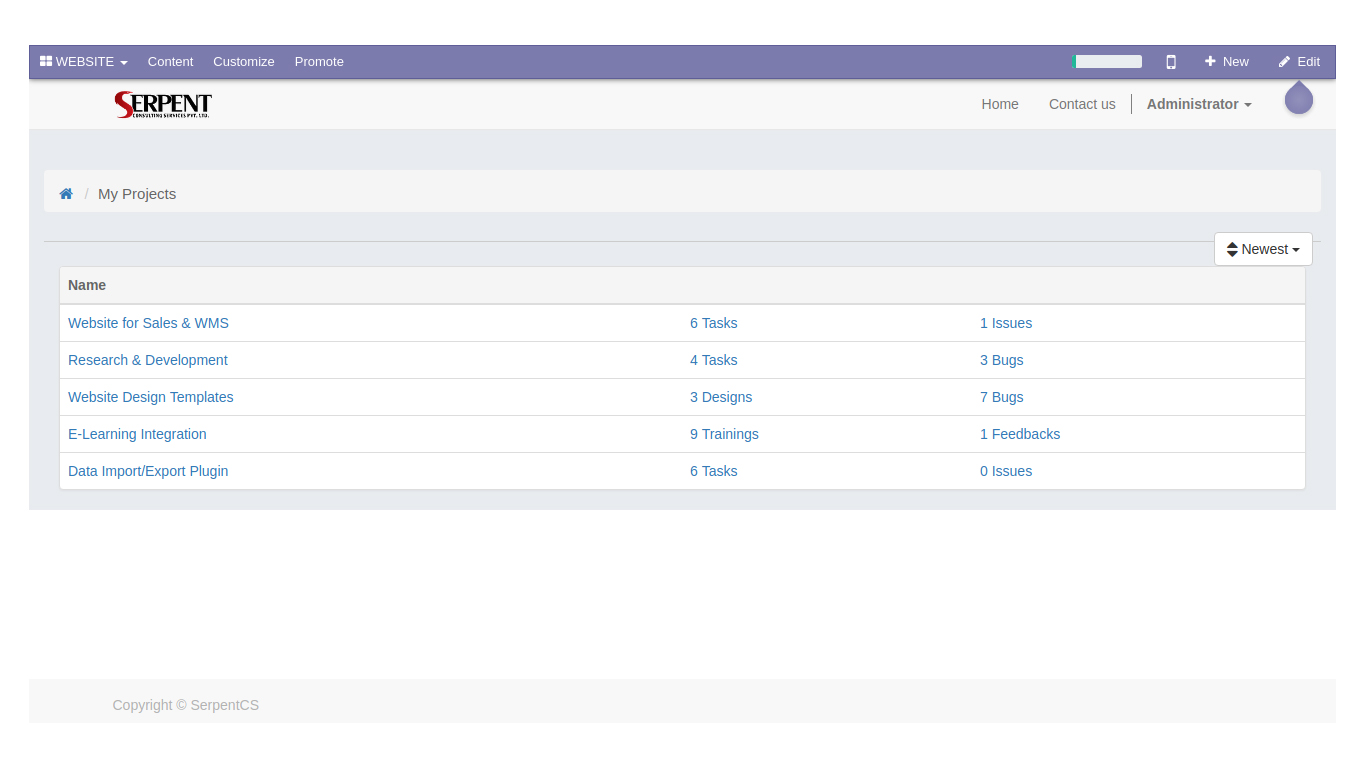 WEBSITE Content Customize Promote New Edit
SERPENT
CONSULTING SERVICES PVT. LTD.
Home Contact us Administrator
/ My Projects
Newest
Name
Website for Sales & WMS 6 Tasks 1 Issues
Research & Development 4 Tasks 3 Bugs
Website Design Templates 3 Designs 7 Bugs
E-Learning Integration 9 Trainings 1 Feedbacks
Data Import/Export Plugin 6 Tasks 0 Issues
Copyright © SerpentCS